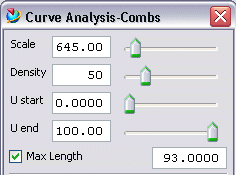 Curve Analysis-Combs
Scale 645.00
Density 50
U start 0.0000
U end 100.00
Max Length 93.0000